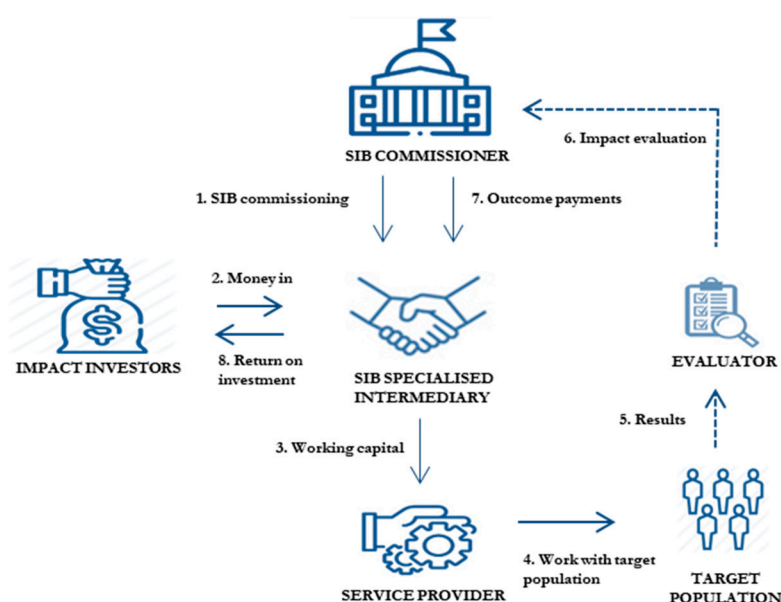 SIB COMMISSIONER
6. Impact evaluation
1. SIB commissioning
7. Outcome payments
2. Money in
IMPACT INVESTORS
8. Return on
investment
SIB SPECIALISED
INTERMEDIARY
EVALUATOR
3. Working capital
5. Results
SERVICE PROVIDER
4. Work with target
population
TARGET
POPULATION